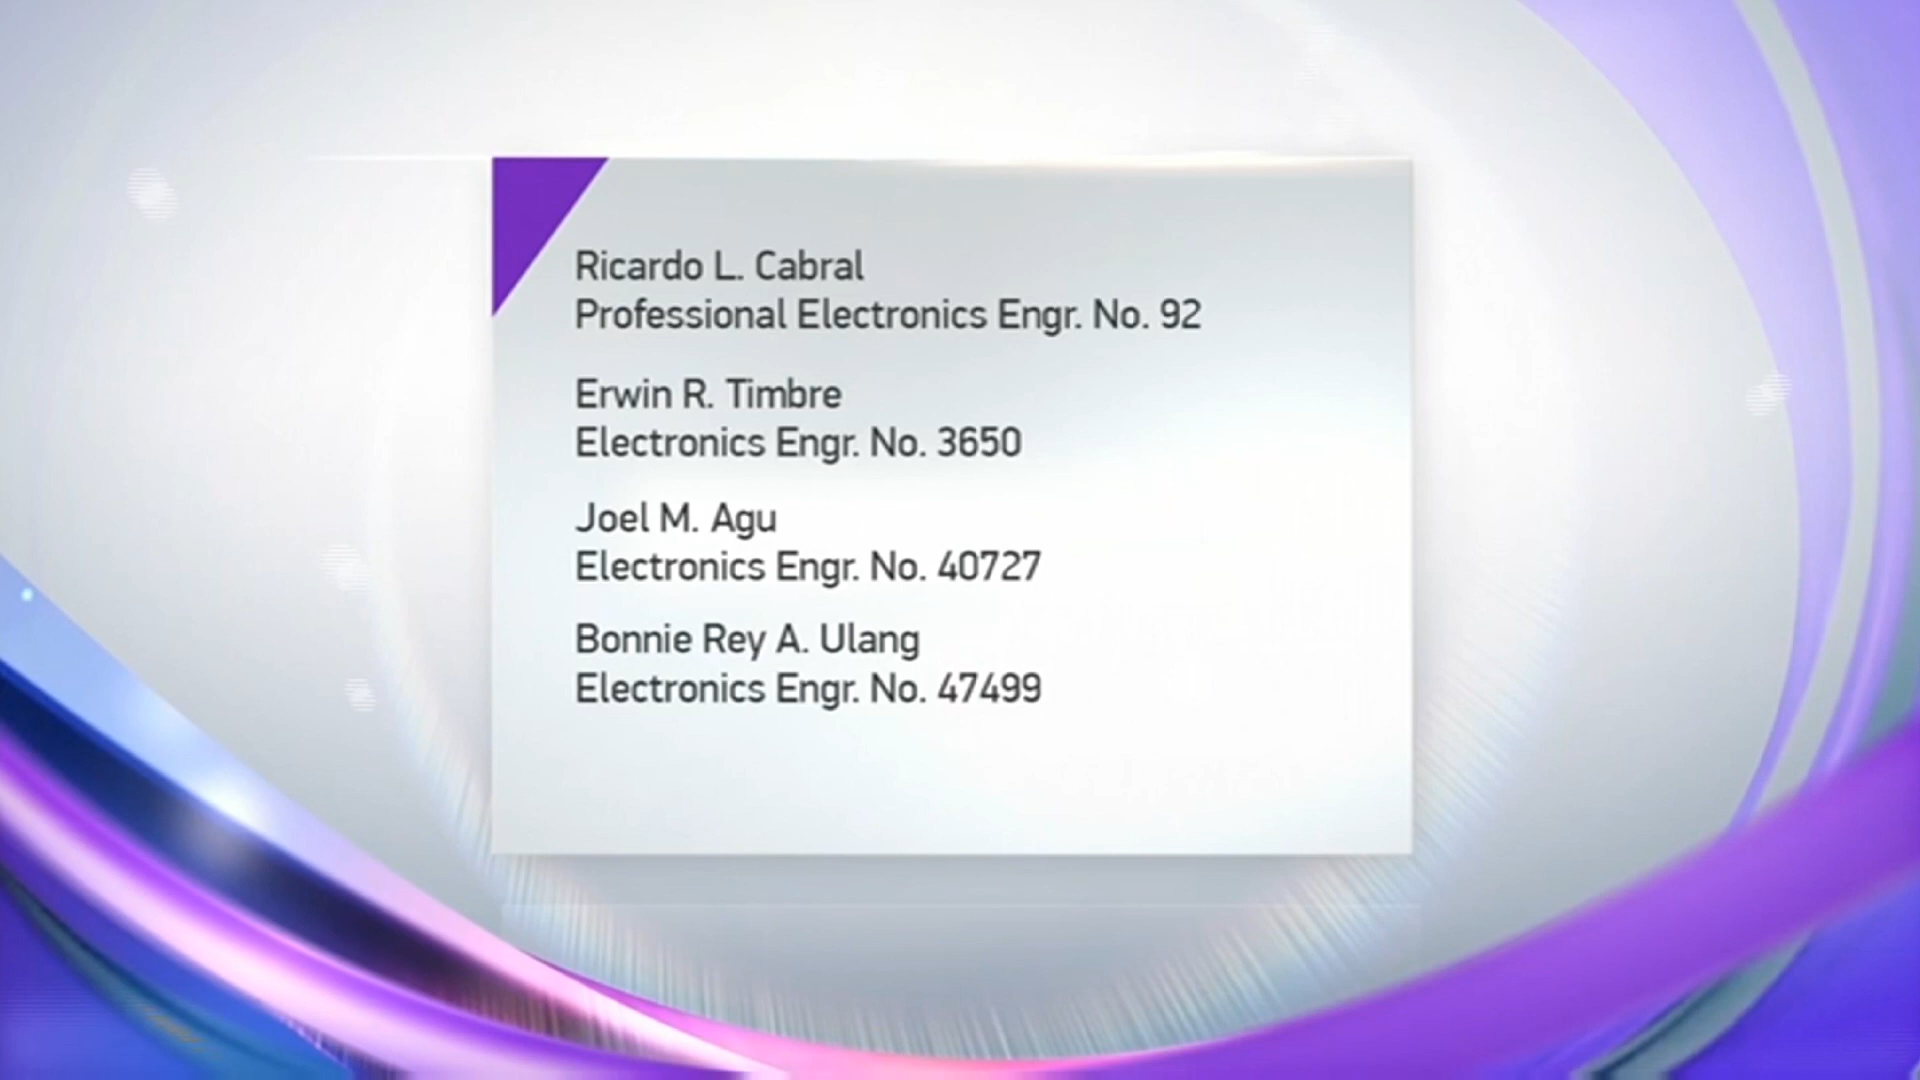 Ricardo L. Cabral
Professional Electronics Engr. No. 92
Erwin R. Timbre
Electronics Engr. No. 3650
Joel M. Agu
Electronics Engr. No. 40727
Bonnie Rey A. Ulang
Electronics Engr. No. 47499